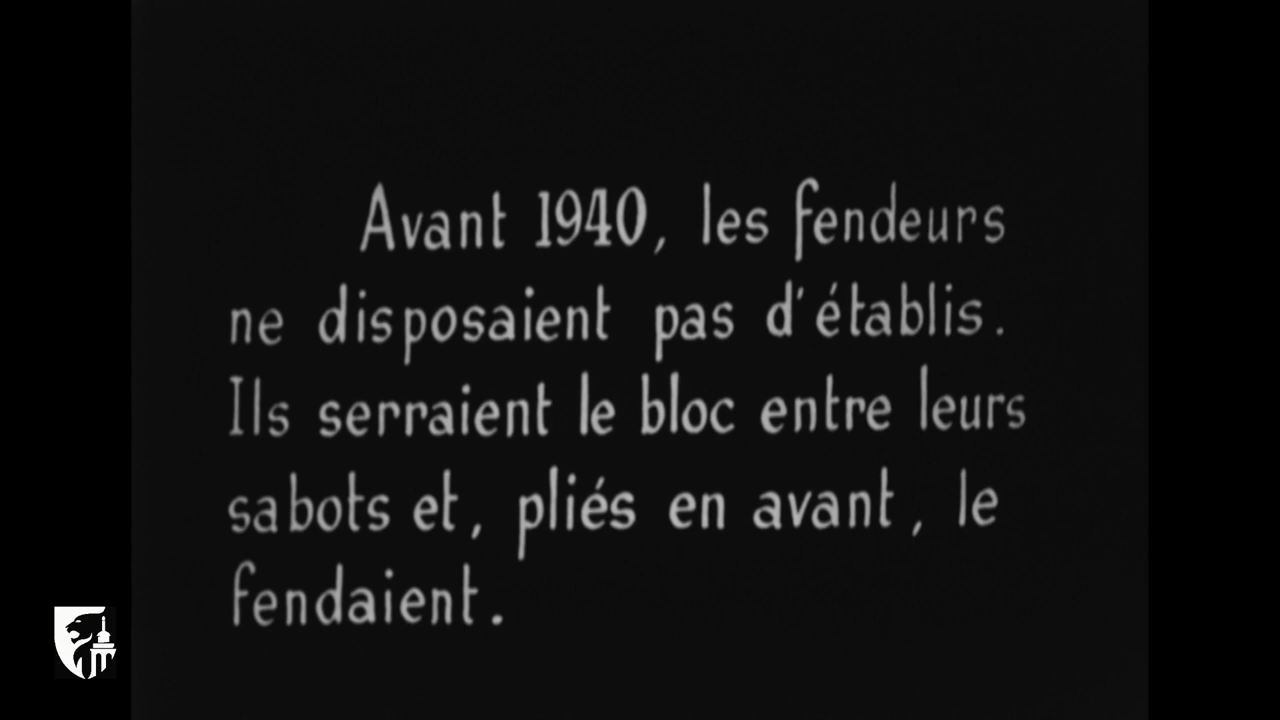 Avant 1940, les fendeurs
ne disposaient pas d'établis.
Ils serraient le bloc entre leurs
sabots et, pliés en avant, le
fendaient.